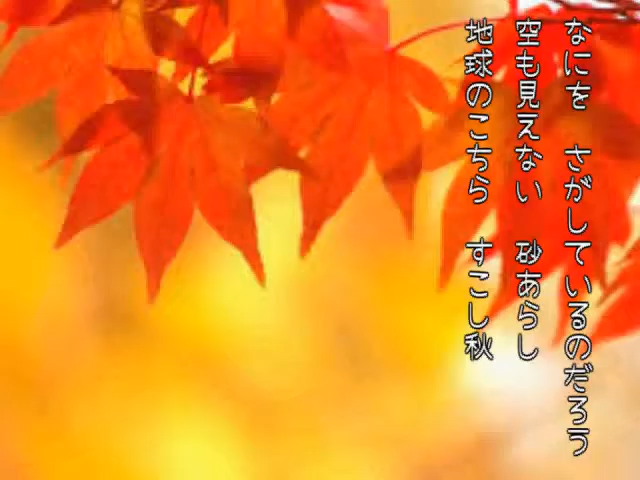 なにを　さがしているのだろう
空も見えない　砂あらし
地球のこちら　すこし秋